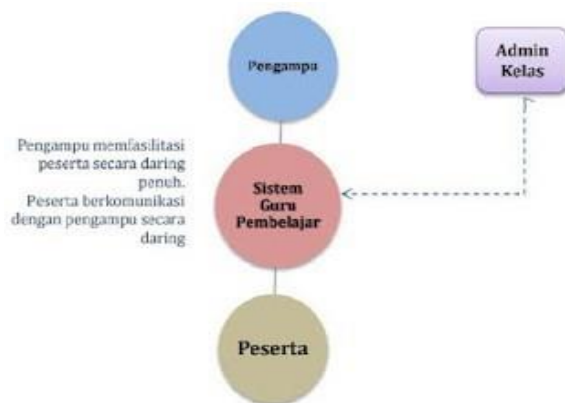 Pengampu
Admin
Kelas
Pengampu memfasilitasi
peserta secara daring
penuh.
Peserta berkomunikasi
dengan pengampu secara
daring
Sistem
Guru
Pembelajar
Peserta